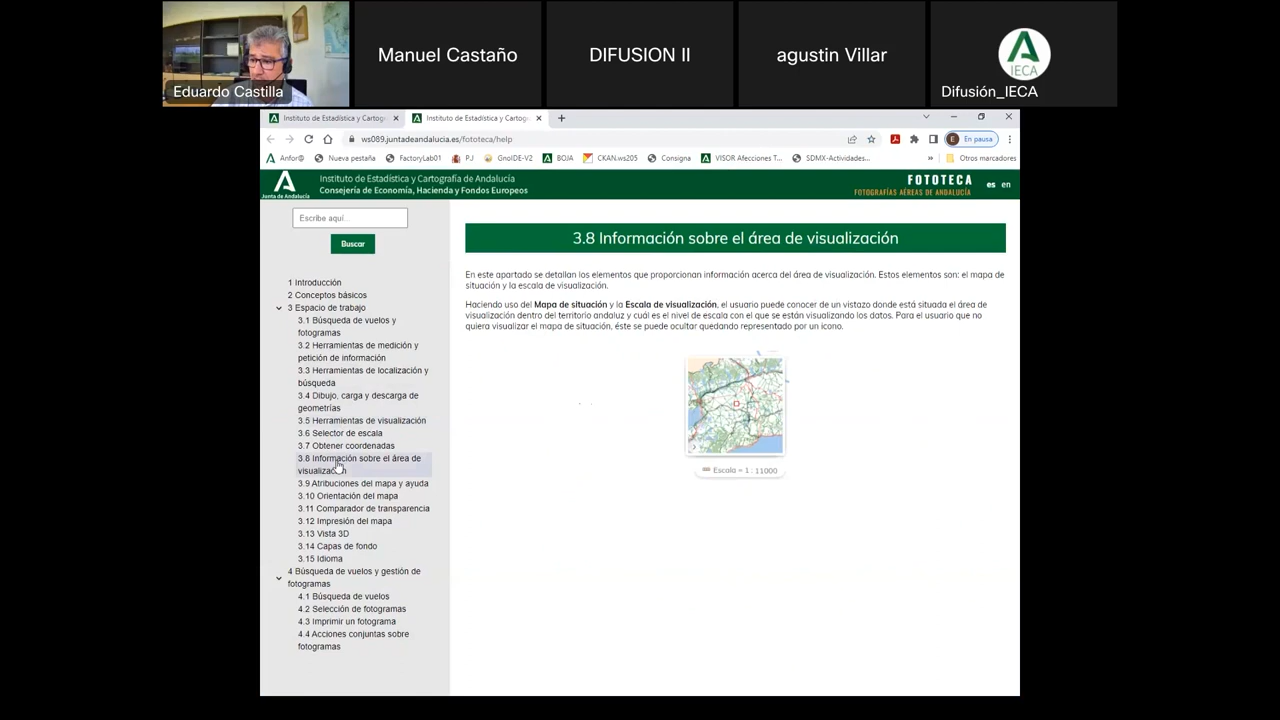 Eduardo Castilla
Manuel Castaño
DIFUSION II
agustin Villar
IECA
Difusión_IECA
Instituto de Estadística y Cartogr
Instituto de Estadística y Cartogr
ws089.juntadeandalucia.es/fototeca/help
E
En pausa
Anfor@
Nueva pestaña
FactoryLab01
P.J
GnoIDE-V2
BOJA
CKAN.ws205
Consigna
VISOR Afecciones T...
SDMX-Actividades...
»
Otros marcadores
Junta de Andalucía
Instituto de Estadística y Cartografía de Andalucía
Consejería de Economía, Hacienda y Fondos Europeos
FOTOTECA
FOTOGRAFÍAS AÉREAS DE ANDALUCÍA
es en
Escribe aquí...
Buscar
1 Introducción
2 Conceptos básicos
3 Espacio de trabajo
3.1 Búsqueda de vuelos y
fotogramas
3.2 Herramientas de medición y
petición de información
3.3 Herramientas de localización y
búsqueda
3.4 Dibujo, carga y descarga de
geometrías
3.5 Herramientas de visualización
3.6 Selector de escala
3.7 Obtener coordenadas
3.8 Información sobre el área de
visualización
3.9 Atribuciones del mapa y ayuda
3.10 Orientación del mapa
3.11 Comparador de transparencia
3.12 Impresión del mapa
3.13 Vista 3D
3.14 Capas de fondo
3.15 Idioma
4 Búsqueda de vuelos y gestión de
fotogramas
4.1 Búsqueda de vuelos
4.2 Selección de fotogramas
4.3 Imprimir un fotograma
4.4 Acciones conjuntas sobre
fotogramas
3.8 Información sobre el área de visualización
En este apartado se detallan los elementos que proporcionan información acerca del área de visualización. Estos elementos son: el mapa de
situación y la escala de visualización.
Haciendo uso del Mapa de situación y la Escala de visualización, el usuario puede conocer de un vistazo donde está situada el área de
visualización dentro del territorio andaluz y cuál es el nivel de escala con el que se están visualizando los datos. Para el usuario que no
quiera visualizar el mapa de situación, éste se puede ocultar quedando representado por un icono.
Escala = 1 : 11000